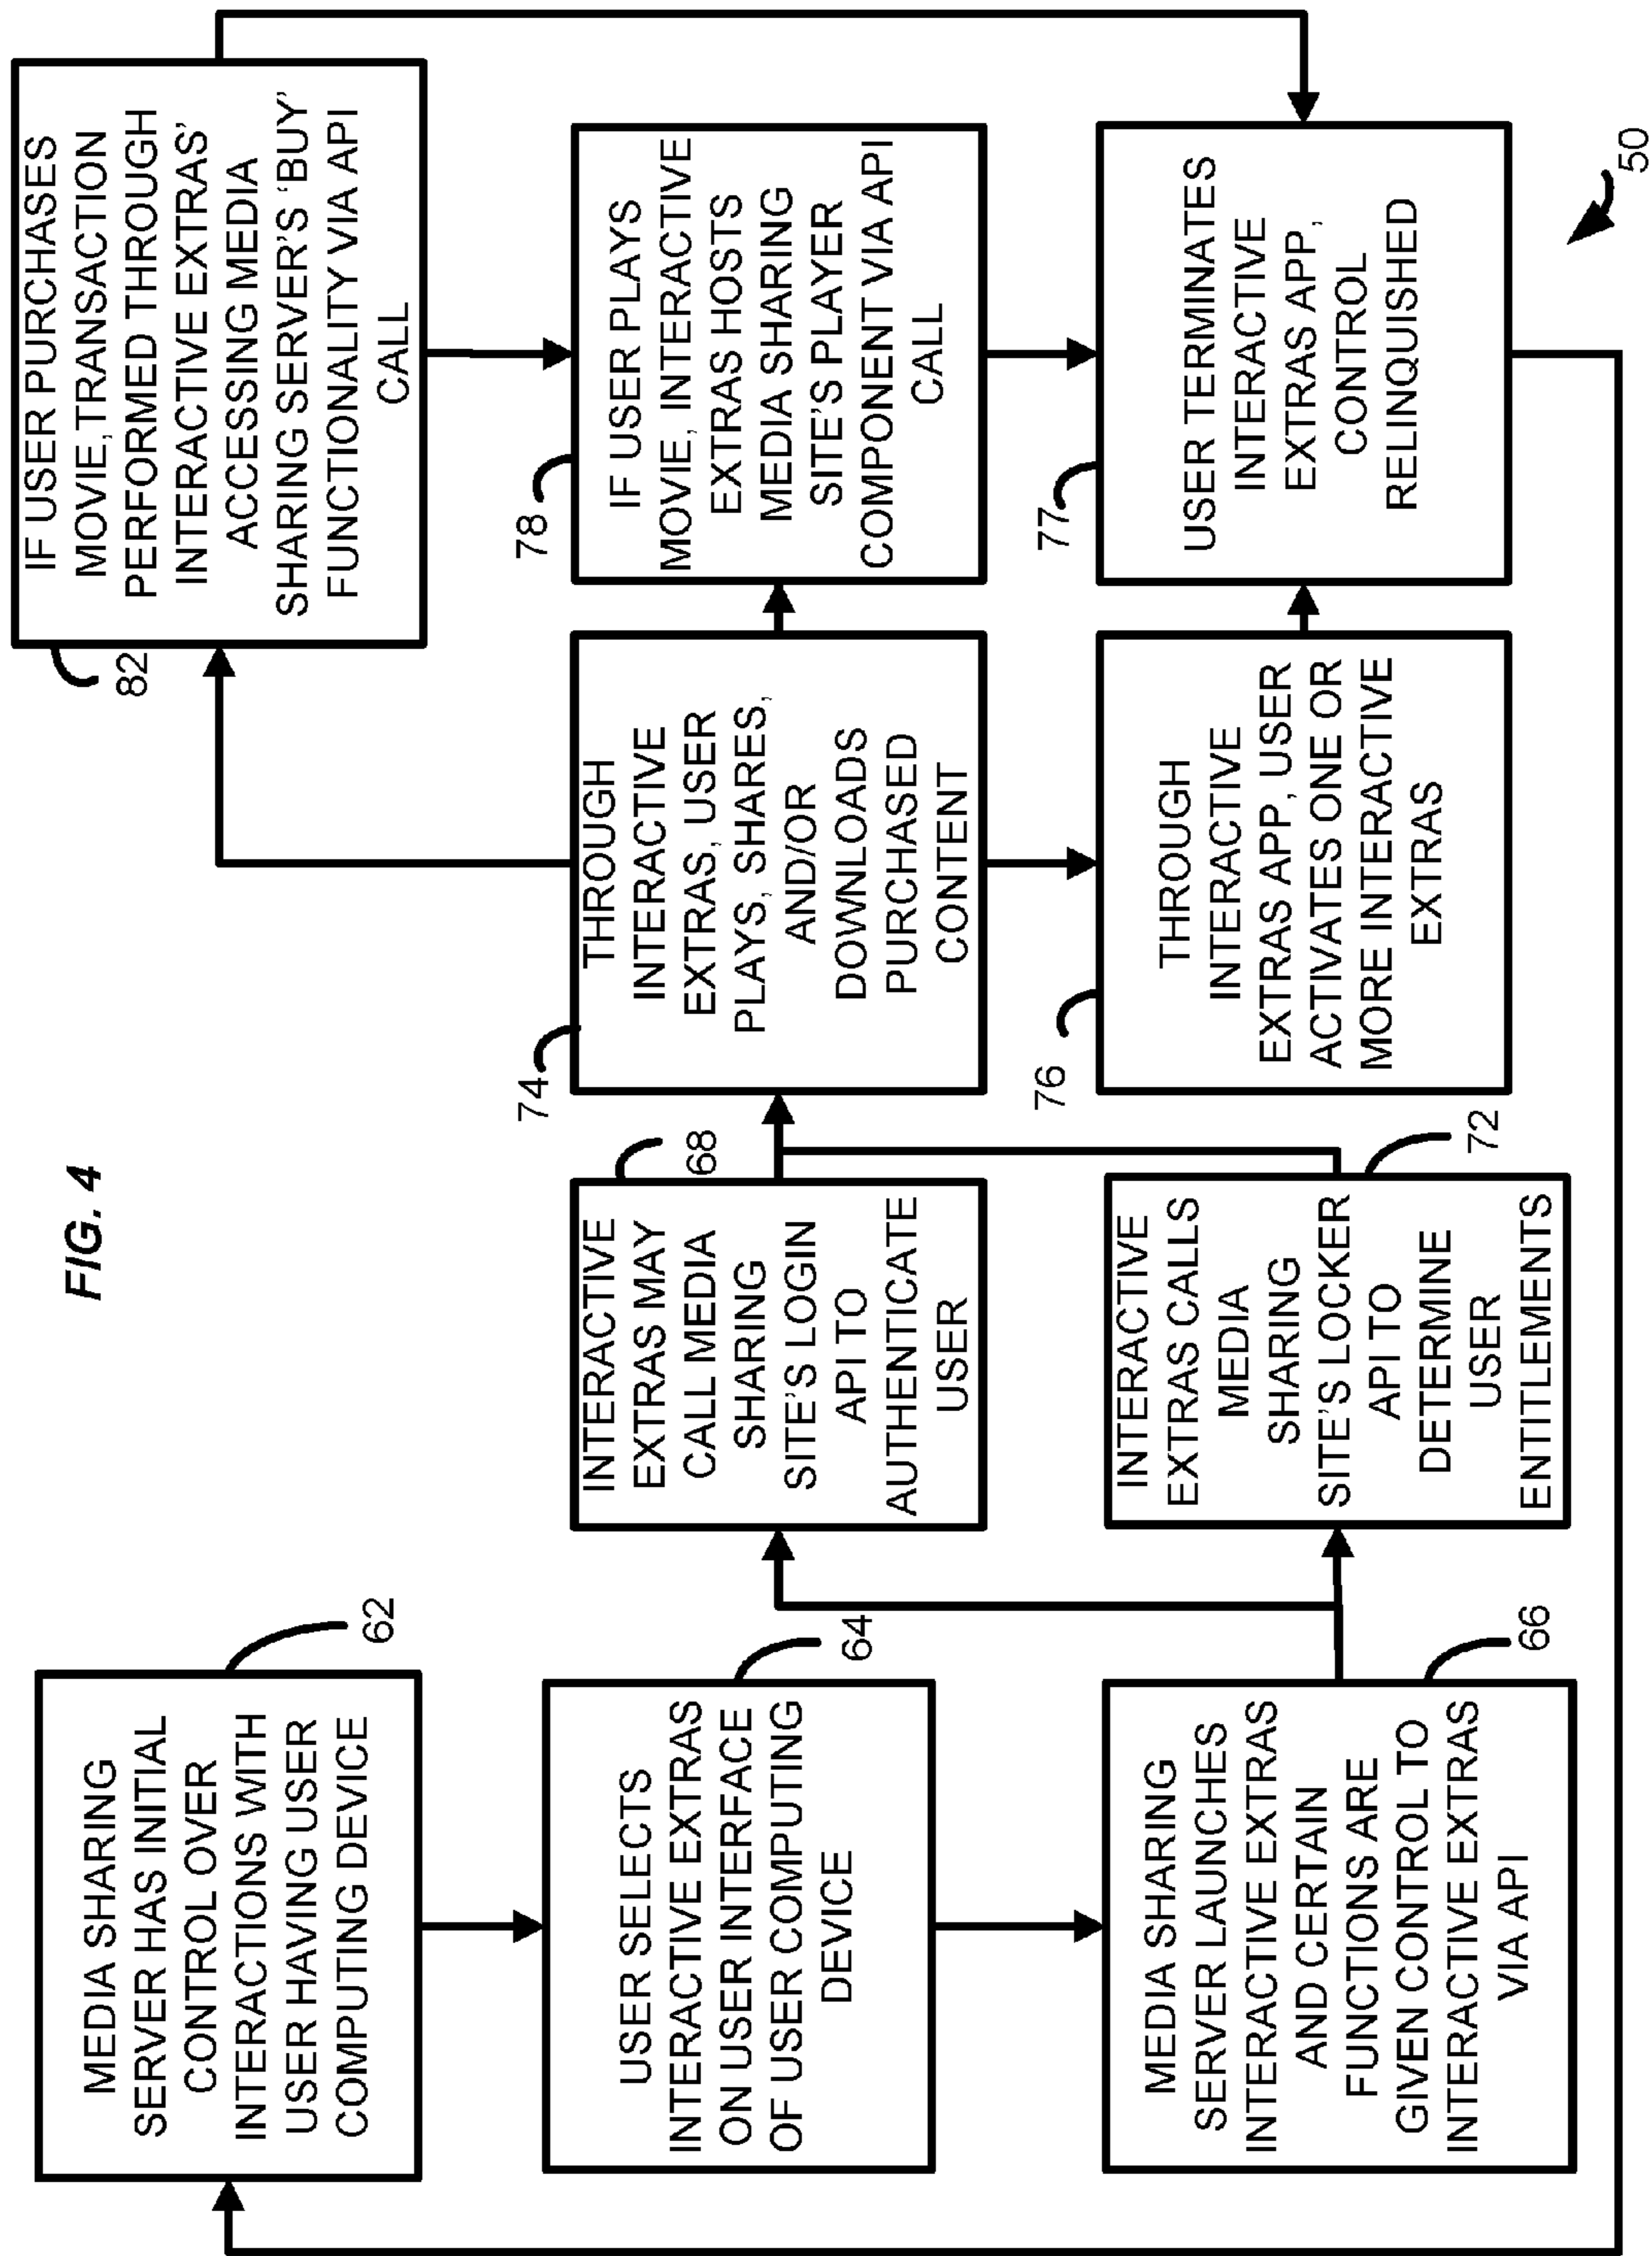 FIG. 4
MEDIA SHARING
SERVER HAS INITIAL
CONTROL OVER
INTERACTIONS WITH
USER HAVING USER
COMPUTING DEVICE
62
USER SELECTS
INTERACTIVE EXTRAS
ON USER INTERFACE
OF USER COMPUTING
DEVICE
64
MEDIA SHARING
SERVER LAUNCHES
INTERACTIVE EXTRAS
AND CERTAIN
FUNCTIONS ARE
GIVEN CONTROL TO
INTERACTIVE EXTRAS
VIA API
66
INTERACTIVE
EXTRAS MAY
CALL MEDIA
SHARING
SITE'S LOGIN
API TO
AUTHENTICATE
USER
68
INTERACTIVE
EXTRAS CALLS
MEDIA
SHARING
SITE'S LOCKER
API TO
DETERMINE
USER
ENTITLEMENTS
72
74
THROUGH
INTERACTIVE
EXTRAS, USER
PLAYS, SHARES,
AND/OR
DOWNLOADS
PURCHASED
CONTENT
76
THROUGH
INTERACTIVE
EXTRAS APP, USER
ACTIVATES ONE OR
MORE INTERACTIVE
EXTRAS
82
IF USER PURCHASES
MOVIE,TRANSACTION
PERFORMED THROUGH
INTERACTIVE EXTRAS'
ACCESSING MEDIA
SHARING SERVER'S 'BUY'
FUNCTIONALITY VIA API
CALL
78
IF USER PLAYS
MOVIE, INTERACTIVE
EXTRAS HOSTS
MEDIA SHARING
SITE'S PLAYER
COMPONENT VIA API
CALL
77
USER TERMINATES
INTERACTIVE
EXTRAS APP,
CONTROL
RELINQUISHED
50